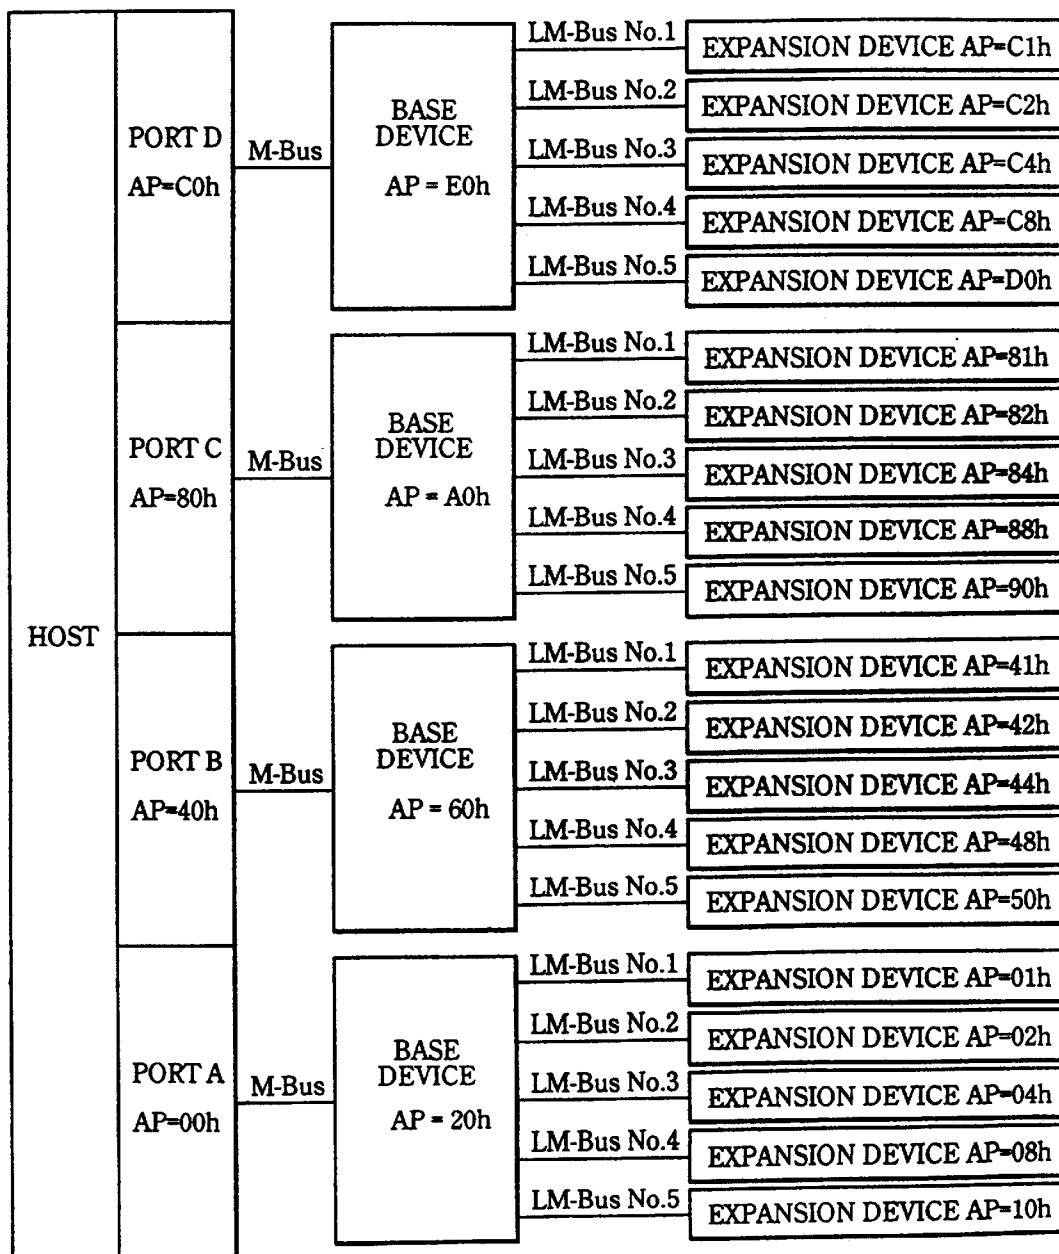 HOST
PORT D
AP=C0h
M-Bus
BASE
DEVICE
AP = E0h
LM-Bus No.1
EXPANSION DEVICE AP=C1h
LM-Bus No.2
EXPANSION DEVICE AP=C2h
LM-Bus No.3
EXPANSION DEVICE AP=C4h
LM-Bus No.4
EXPANSION DEVICE AP=C8h
LM-Bus No.5
EXPANSION DEVICE AP=D0h
PORT C
AP=80h
M-Bus
BASE
DEVICE
AP = A0h
LM-Bus No.1
EXPANSION DEVICE AP=81h
LM-Bus No.2
EXPANSION DEVICE AP=82h
LM-Bus No.3
EXPANSION DEVICE AP=84h
LM-Bus No.4
EXPANSION DEVICE AP=88h
LM-Bus No.5
EXPANSION DEVICE AP=90h
PORT B
AP=40h
M-Bus
BASE
DEVICE
AP = 60h
LM-Bus No.1
EXPANSION DEVICE AP=41h
LM-Bus No.2
EXPANSION DEVICE AP=42h
LM-Bus No.3
EXPANSION DEVICE AP=44h
LM-Bus No.4
EXPANSION DEVICE AP=48h
LM-Bus No.5
EXPANSION DEVICE AP=50h
PORT A
AP=00h
M-Bus
BASE
DEVICE
AP = 20h
LM-Bus No.1
EXPANSION DEVICE AP=01h
LM-Bus No.2
EXPANSION DEVICE AP=02h
LM-Bus No.3
EXPANSION DEVICE AP=04h
LM-Bus No.4
EXPANSION DEVICE AP=08h
LM-Bus No.5
EXPANSION DEVICE AP=10h